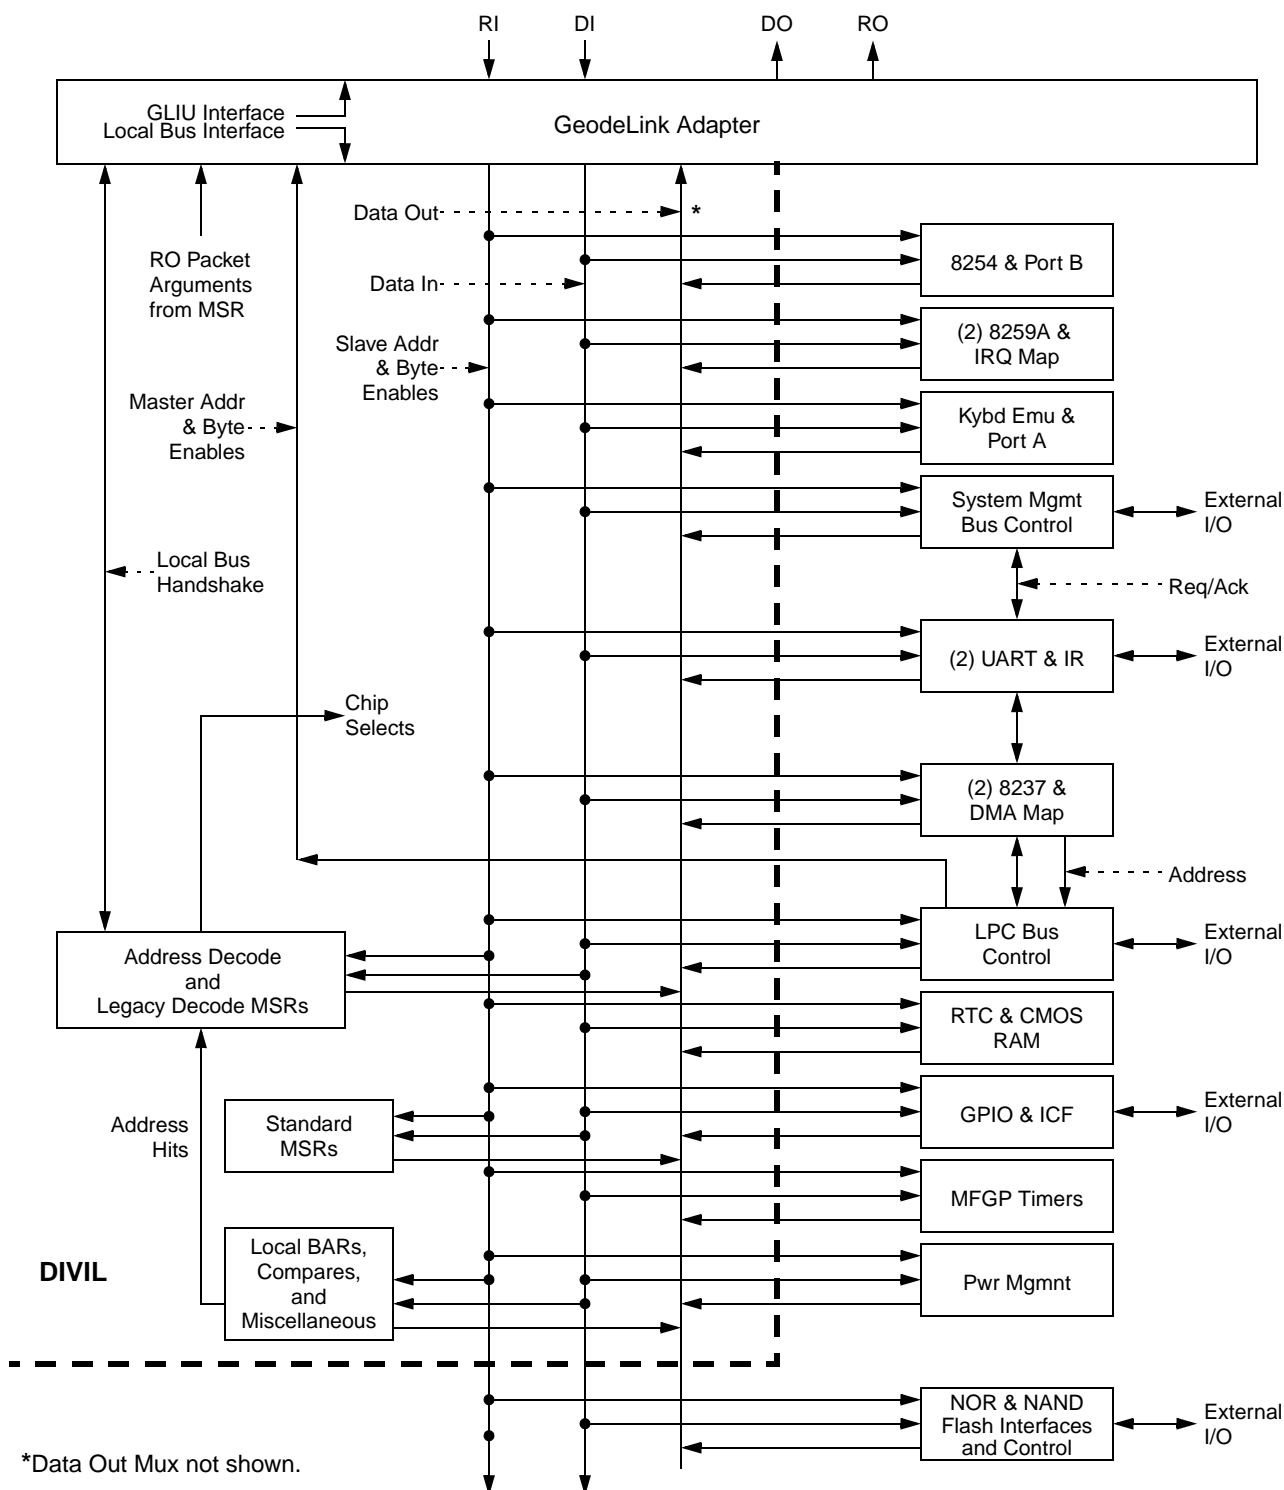 RI
DI
DO
RO
GLIU Interface
Local Bus Interface
GeodeLink Adapter
Data Out
*
RO Packet
Arguments
from MSR
8254 & Port B
Data In
(2) 8259A &
IRQ Map
Slave Addr
& Byte
Enables
Master Addr
& Byte
Enables
Kybd Emu &
Port A
System Mgmt
Bus Control
External
I/O
Local Bus
Handshake
Req/Ack
(2) UART & IR
External
I/O
Chip
Selects
(2) 8237 &
DMA Map
Address
Address Decode
and
Legacy Decode MSRs
LPC Bus
Control
External
I/O
RTC & CMOS
RAM
Address
Hits
Standard
MSRs
GPIO & ICF
External
I/O
MFGP Timers
DIVIL
Local BARs,
Compares,
and
Miscellaneous
Pwr Mgmnt
NOR & NAND
Flash Interfaces
and Control
External
I/O
*Data Out Mux not shown.